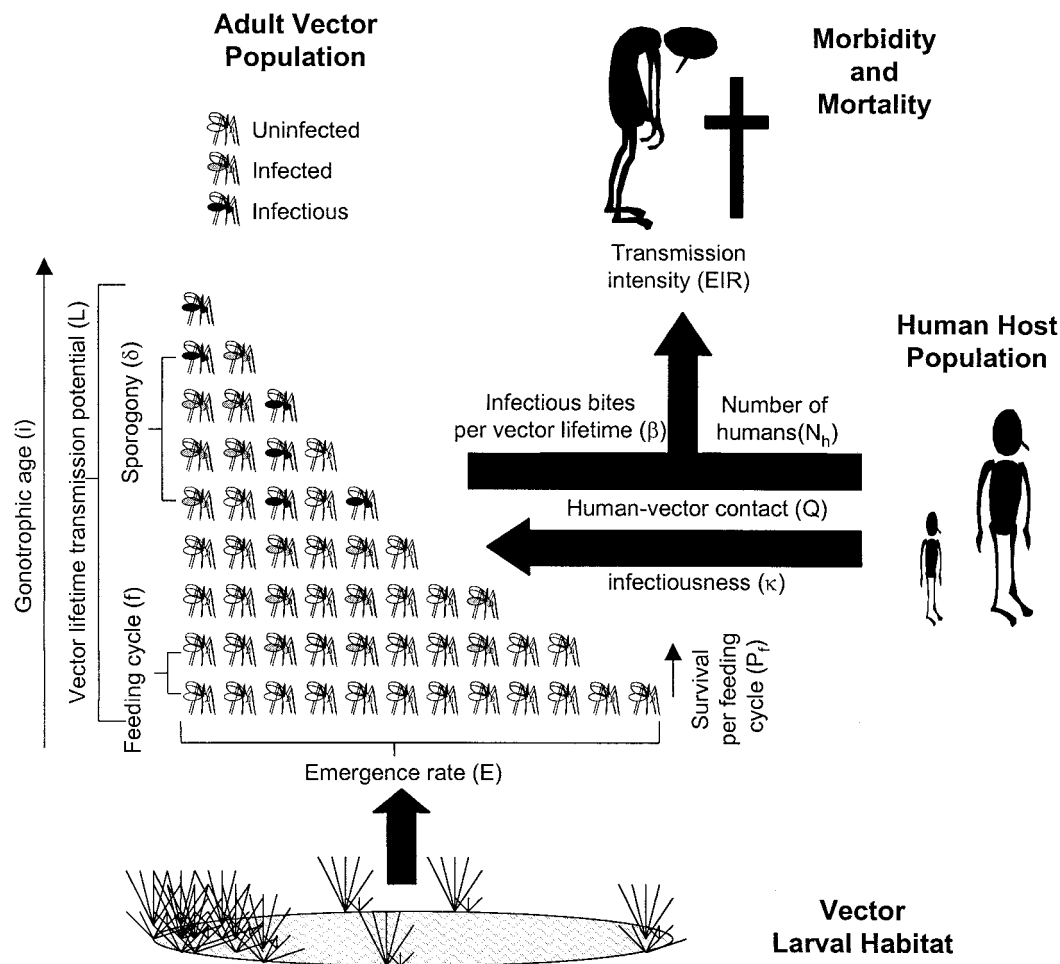 Adult Vector
Population
Uninfected
Infected
Infectious
Morbidity
and
Mortality
Transmission
intensity (EIR)
Human Host
Population
Infectious bites
per vector lifetime (β)
Number of
humans(Nₕ)
Human-vector contact (Q)
infectiousness (κ)
Gonotrophic age (i)
Vector lifetime transmission potential (L)
Sporogony (δ)
Feeding cycle (f)
Survival
per feeding
cycle (P_f)
Emergence rate (E)
Vector
Larval Habitat